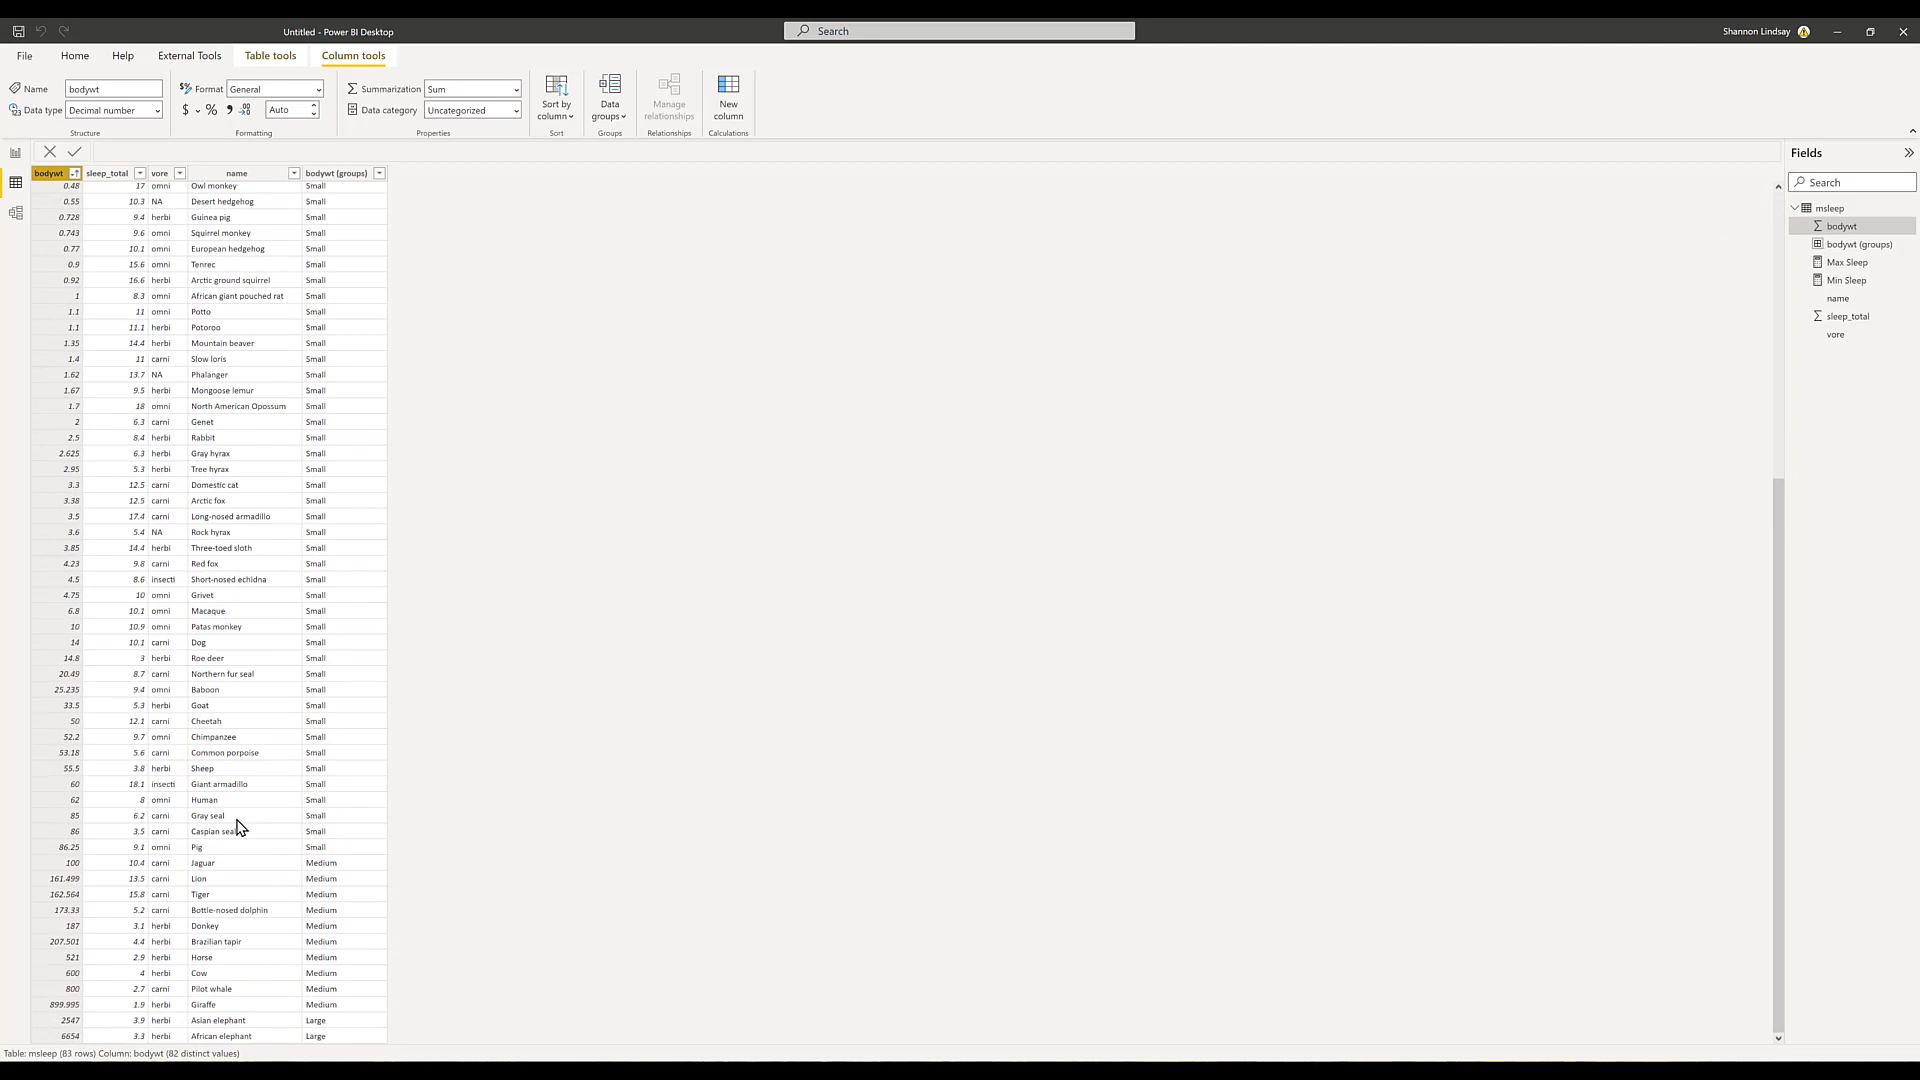 Untitled - Power BI Desktop
Search
Shannon Lindsay
File Home Help External Tools Table tools Column tools
Name bodywt
Format General
Summarization Sum
Data type Decimal number
$ % Auto
Data category Uncategorized
Sort by column
Data groups
Manage relationships
New column
Structure Formatting Properties Sort Groups Relationships Calculations
bodywt sleep_total vore name bodywt (groups)
0.48 17 omni Owl monkey Small
0.55 10.3 NA Desert hedgehog Small
0.728 9.4 herbi Guinea pig Small
0.743 9.6 omni Squirrel monkey Small
0.77 10.1 omni European hedgehog Small
0.9 15.6 omni Tenrec Small
0.92 16.6 herbi Arctic ground squirrel Small
1 8.3 omni African giant pouched rat Small
1.1 11 omni Potto Small
1.1 11.1 herbi Potoroo Small
1.35 14.4 herbi Mountain beaver Small
1.4 11 carni Slow loris Small
1.62 13.7 NA Phalanger Small
1.67 9.5 herbi Mongoose lemur Small
1.7 18 omni North American Opossum Small
2 6.3 carni Genet Small
2.5 8.4 herbi Rabbit Small
2.625 6.3 herbi Gray hyrax Small
2.95 5.3 herbi Tree hyrax Small
3.3 12.5 carni Domestic cat Small
3.38 12.5 carni Arctic fox Small
3.5 17.4 carni Long-nosed armadillo Small
3.6 5.4 NA Rock hyrax Small
3.85 14.4 herbi Three-toed sloth Small
4.23 9.8 carni Red fox Small
4.5 8.6 insecti Short-nosed echidna Small
4.75 10 omni Grivet Small
6.8 10.1 omni Macaque Small
10 10.9 omni Patas monkey Small
14 10.1 carni Dog Small
14.8 3 herbi Roe deer Small
20.49 8.7 carni Northern fur seal Small
25.235 9.4 omni Baboon Small
33.5 5.3 herbi Goat Small
50 12.1 carni Cheetah Small
52.2 9.7 omni Chimpanzee Small
53.18 5.6 carni Common porpoise Small
55.5 3.8 herbi Sheep Small
60 18.1 insecti Giant armadillo Small
62 8 omni Human Small
85 6.2 carni Gray seal Small
86 3.5 carni Caspian seal Small
86.25 9.1 omni Pig Small
100 10.4 carni Jaguar Medium
161.499 13.5 carni Lion Medium
162.564 15.8 carni Tiger Medium
173.33 5.2 carni Bottle-nosed dolphin Medium
187 3.1 herbi Donkey Medium
207.501 4.4 herbi Brazilian tapir Medium
521 2.9 herbi Horse Medium
600 4 herbi Cow Medium
800 2.7 carni Pilot whale Medium
899.995 1.9 herbi Giraffe Medium
2547 3.9 herbi Asian elephant Large
6654 3.3 herbi African elephant Large
Fields
Search
msleep
bodywt
bodywt (groups)
Max Sleep
Min Sleep
name
sleep_total
vore
Table: msleep (83 rows) Column: bodywt (82 distinct values)